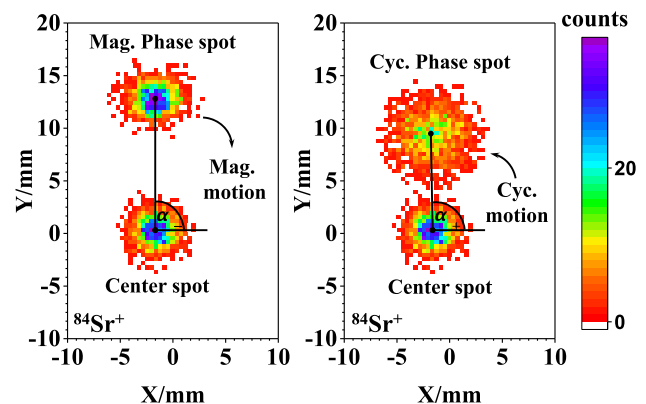 counts
20
15
10
5
0
-5
-10
Y/mm
Mag. Phase spot
Mag.
motion
α −
Center spot
⁸⁴Sr⁺
-10
-5
0
5
10
X/mm
20
15
10
5
0
-5
-10
Y/mm
Cyc. Phase spot
Cyc.
motion
α +
Center spot
⁸⁴Sr⁺
-10
-5
0
5
10
X/mm
20
0